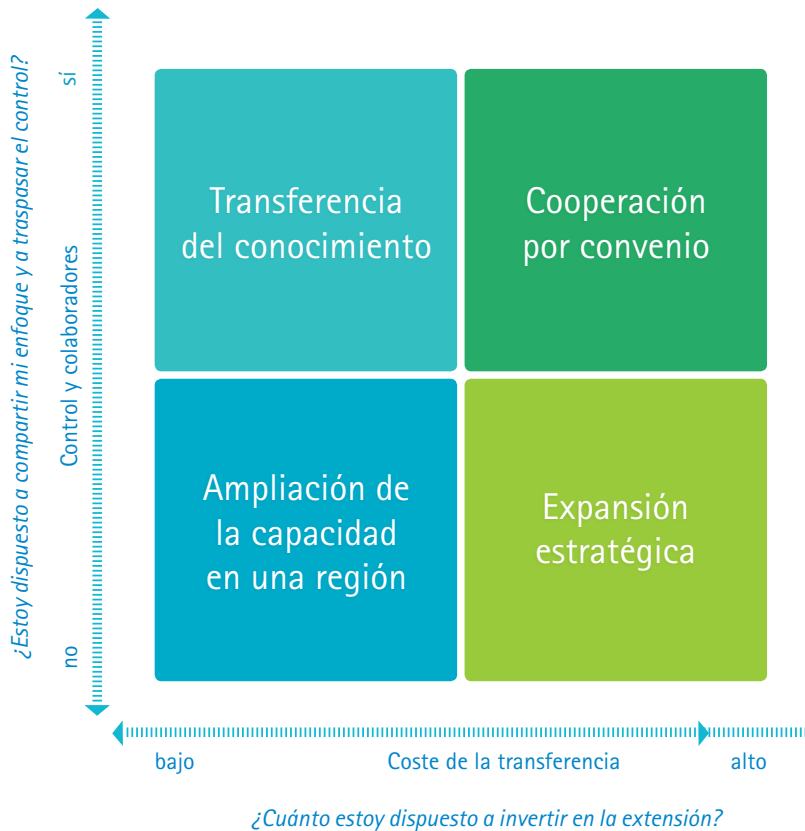 ¿Estoy dispuesto a compartir mi enfoque y a traspasar el control?
sí
Control y colaboradores
no
Transferencia
del conocimiento
Cooperación
por convenio
Ampliación de
la capacidad
en una región
Expansión
estratégica
bajo
Coste de la transferencia
alto
¿Cuánto estoy dispuesto a invertir en la extensión?